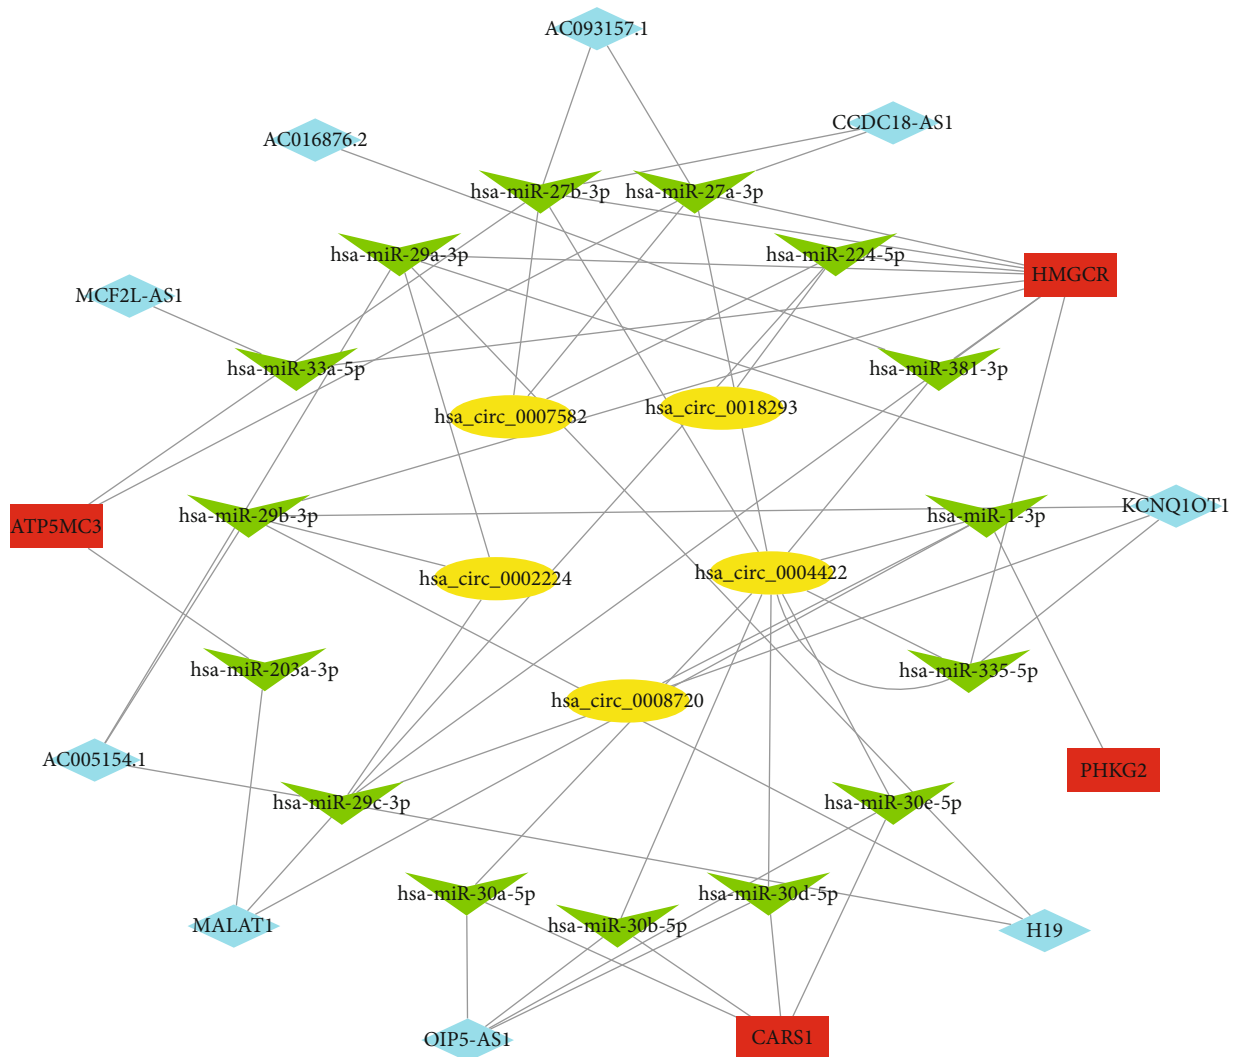 AC093157.1
CCDC18-AS1
AC016876.2
hsa-miR-27b-3p
hsa-miR-27a-3p
hsa-miR-29a-3p
hsa-miR-224-5p
HMGCR
MCF2L-AS1
hsa-miR-33a-5p
hsa-miR-381-3p
hsa_circ_0007582
hsa_circ_0018293
KCNQ1OT1
hsa-miR-29b-3p
hsa-miR-1-3p
ATP5MC3
hsa_circ_0002224
hsa_circ_0004422
hsa-miR-203a-3p
hsa-miR-335-5p
hsa_circ_0008720
AC005154.1
PHKG2
hsa-miR-29c-3p
hsa-miR-30e-5p
hsa-miR-30a-5p
hsa-miR-30d-5p
MALAT1
hsa-miR-30b-5p
H19
OIP5-AS1
CARS1